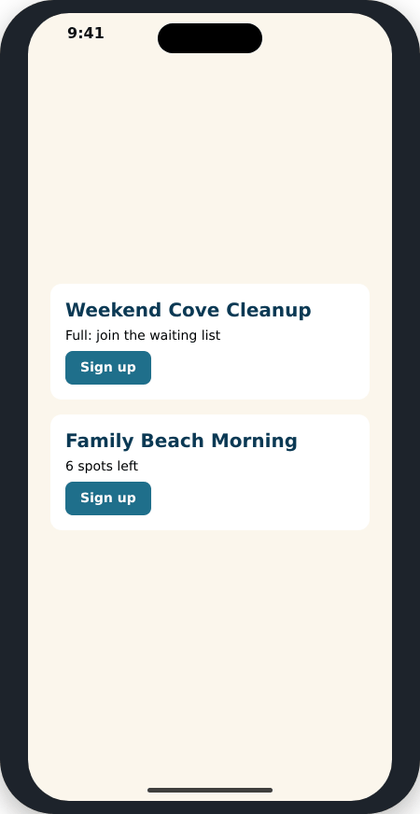 9:41
Weekend Cove Cleanup
Full: join the waiting list
Sign up
Family Beach Morning
6 spots left
Sign up